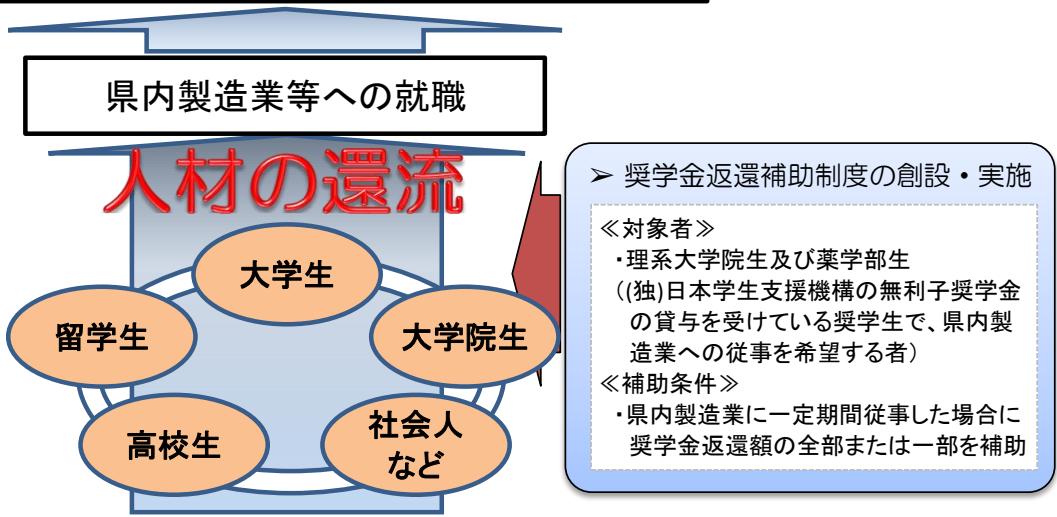 県内製造業等への就職
人材の還流
大学生
留学生
大学院生
高校生
社会人
など
➢ 奨学金返還補助制度の創設・実施
≪対象者≫
・理系大学院生及び薬学部生
((独)日本学生支援機構の無利子奨学金
の貸与を受けている奨学生で、県内製
造業への従事を希望する者)
≪補助条件≫
・県内製造業に一定期間従事した場合に
奨学金返還額の全部または一部を補助